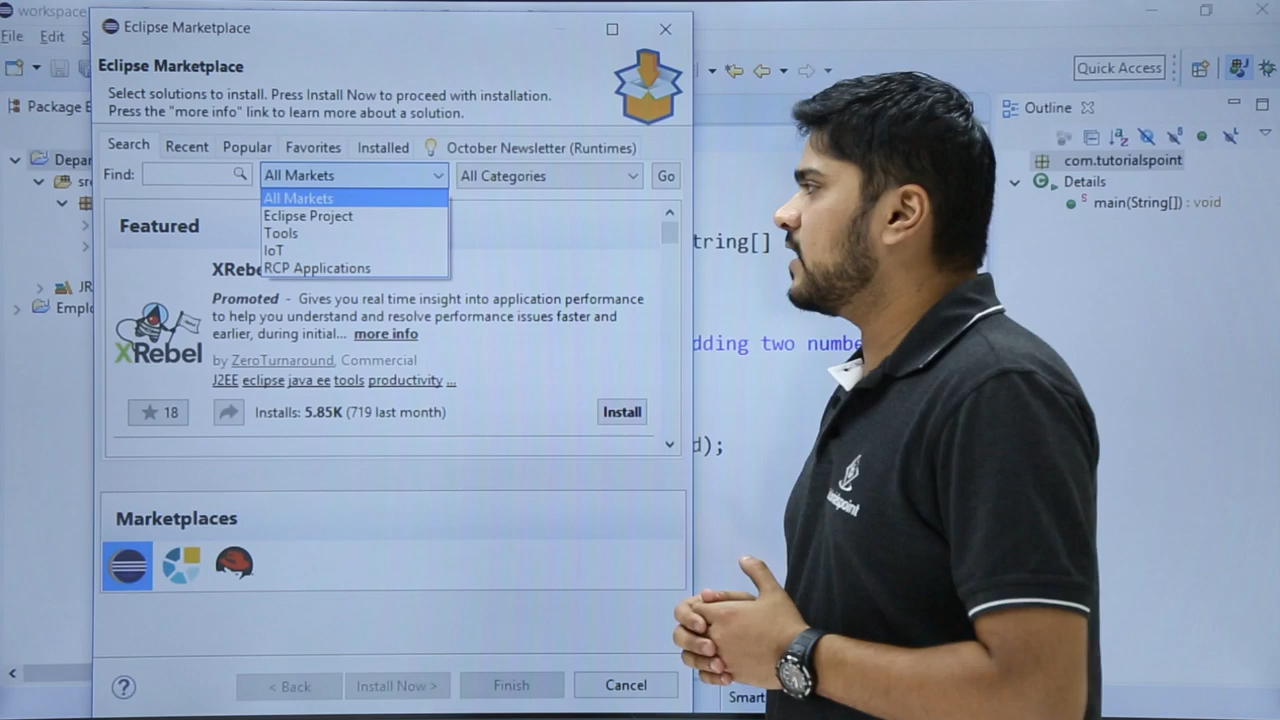 workspace
File Edit
Quick Access
Package E
Depar
src
JR
Emplo
Eclipse Marketplace
Eclipse Marketplace
Select solutions to install. Press Install Now to proceed with installation.
Press the "more info" link to learn more about a solution.
Search Recent Popular Favorites Installed October Newsletter (Runtimes)
Find: All Markets All Categories Go
All Markets
Eclipse Project
Tools
IoT
RCP Applications
Featured
XRebe
Promoted - Gives you real time insight into application performance
to help you understand and resolve performance issues faster and
earlier, during initial... more info
XRebel
by ZeroTurnaround, Commercial
J2EE eclipse java ee tools productivity ...
18 Installs: 5.85K (719 last month) Install
Marketplaces
? < Back Install Now > Finish Cancel
tring[]
dding two numbe
d);
Smart
Outline
com.tutorialspoint
Details
main(String[]) : void